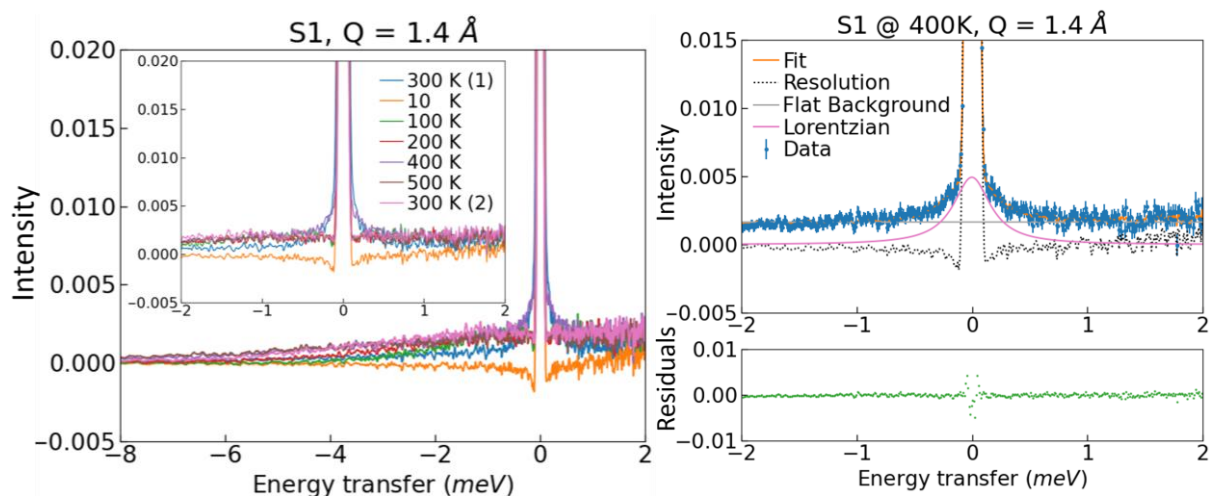 S1, Q = 1.4 Å
0.020
0.015
0.010
0.005
0.000
−0.005
Intensity
−8
−6
−4
−2
0
2
Energy transfer (meV)
0.020
0.015
0.010
0.005
0.000
−0.005
−2
−1
0
1
2
300 K (1)
10 K
100 K
200 K
400 K
500 K
300 K (2)
S1 @ 400K, Q = 1.4 Å
0.015
0.010
0.005
0.000
−0.005
Intensity
Fit
Resolution
Flat Background
Lorentzian
Data
−2
−1
0
1
2
0.01
0.00
−0.01
Residuals
−2
−1
0
1
2
Energy transfer (meV)